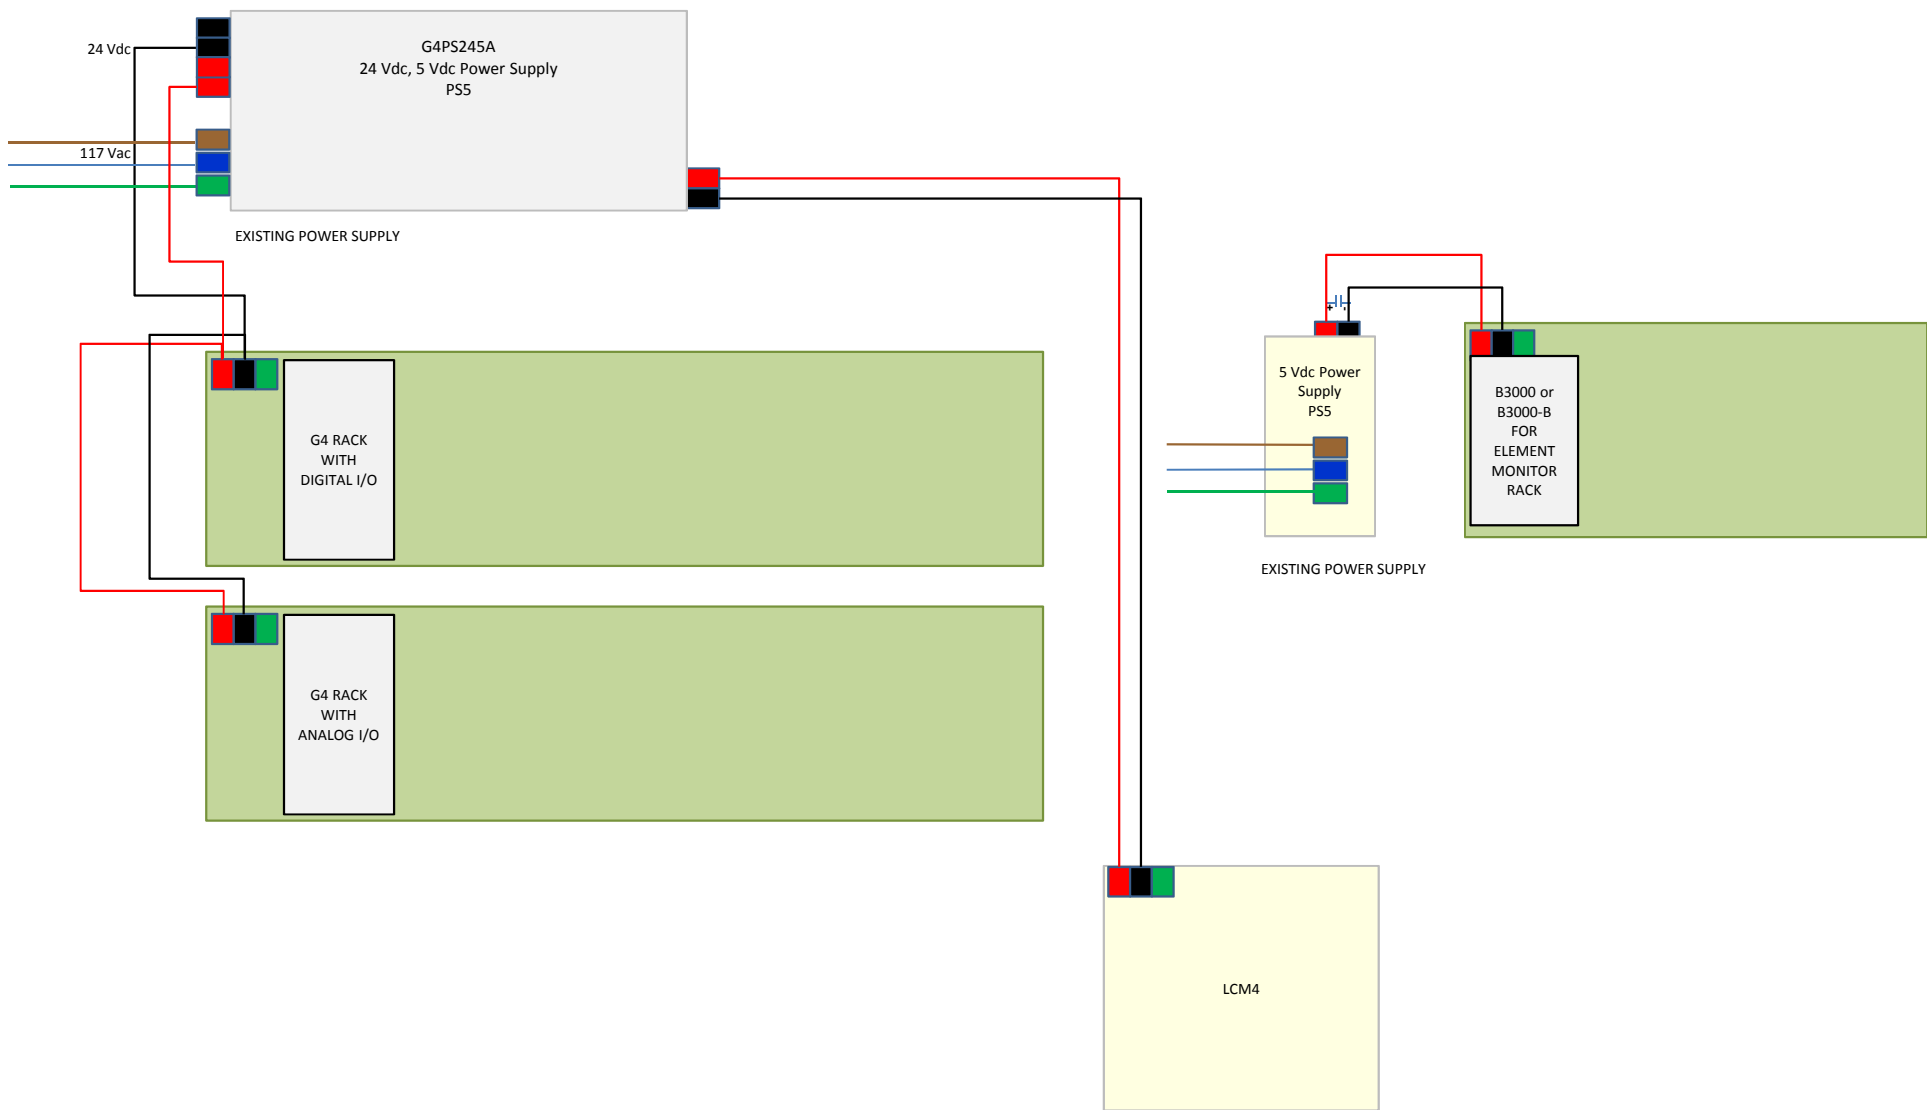 G4PS245A
24 Vdc, 5 Vdc Power Supply
PS5
24 Vdc
117 Vac
EXISTING POWER SUPPLY
+ -
5 Vdc Power
Supply
PS5
B3000 or
B3000-B
FOR
ELEMENT
MONITOR
RACK
G4 RACK
WITH
DIGITAL I/O
EXISTING POWER SUPPLY
G4 RACK
WITH
ANALOG I/O
LCM4